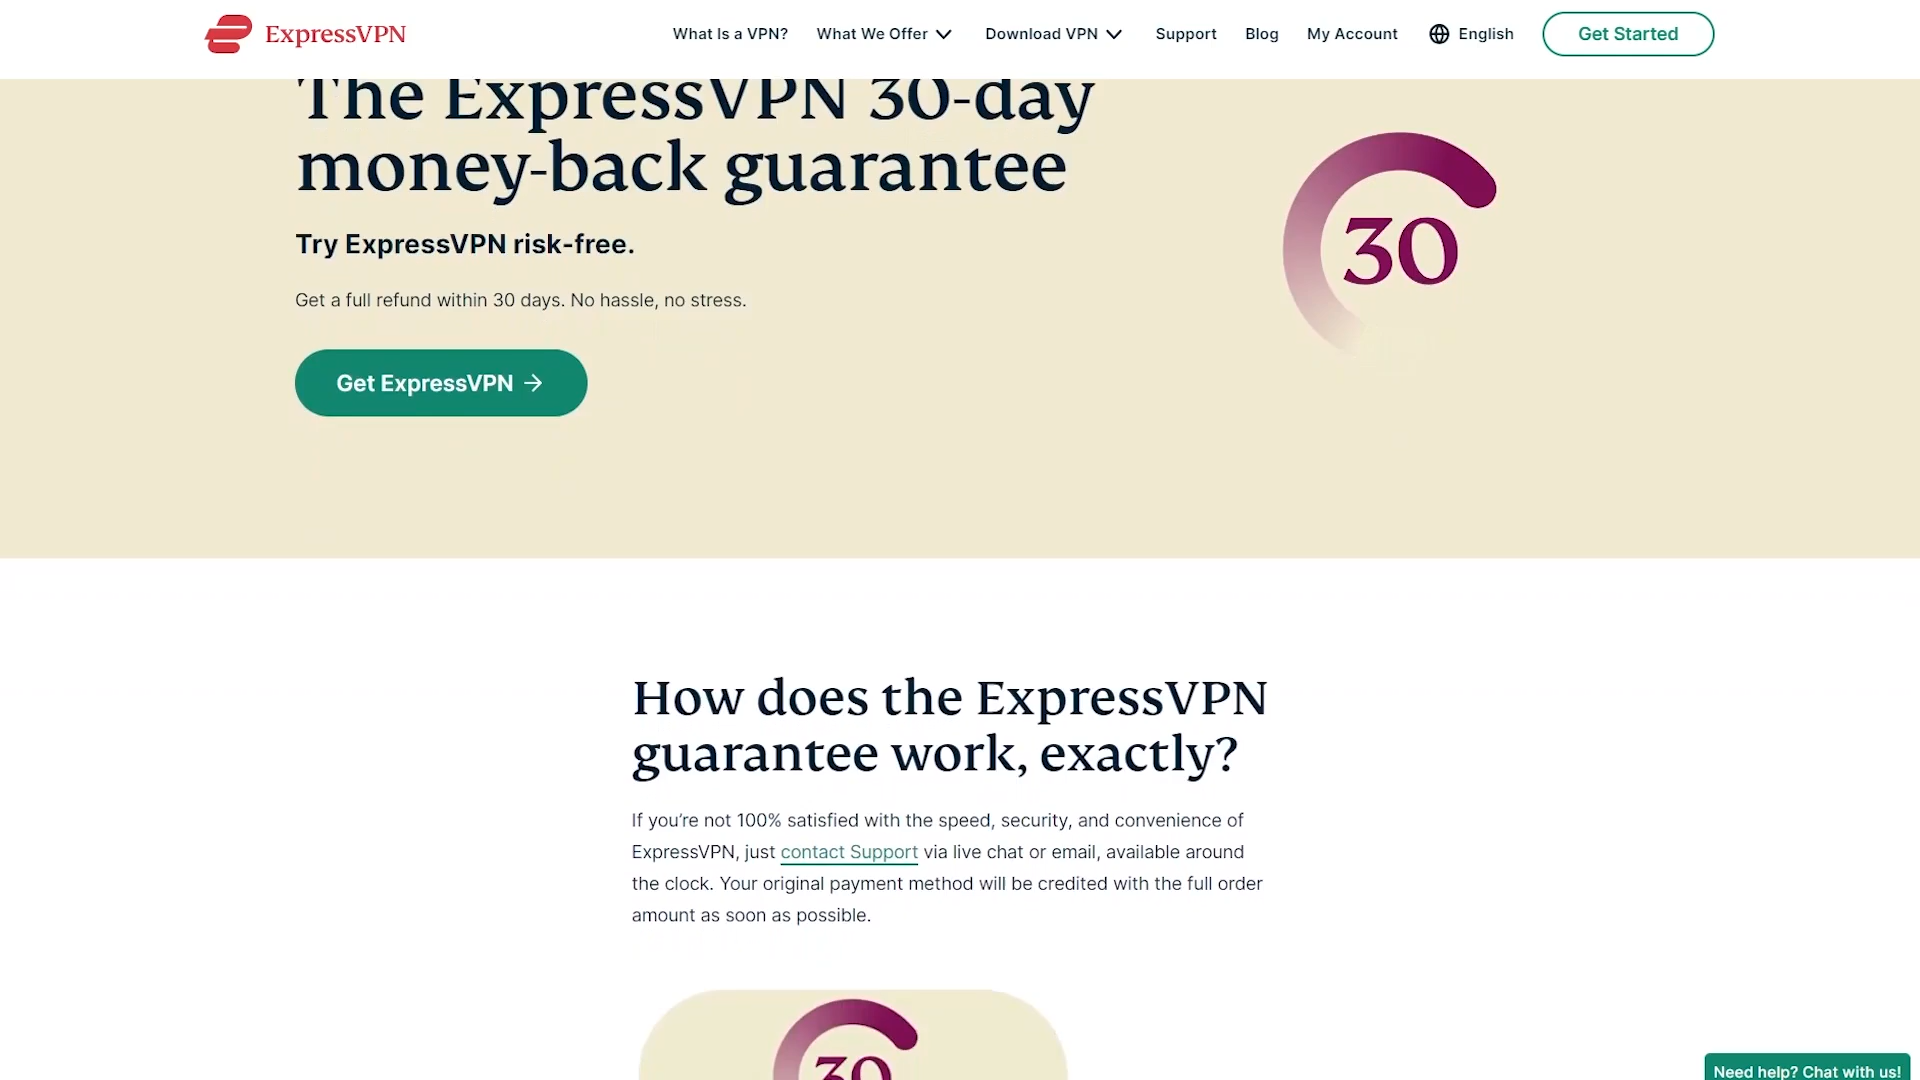 ExpressVPN
What Is a VPN?
What We Offer
Download VPN
Support
Blog
My Account
English
Get Started
The ExpressVPN 30-day
money-back guarantee
Try ExpressVPN risk-free.
Get a full refund within 30 days. No hassle, no stress.
Get ExpressVPN
30
How does the ExpressVPN
guarantee work, exactly?
If you’re not 100% satisfied with the speed, security, and convenience of
ExpressVPN, just contact Support via live chat or email, available around
the clock. Your original payment method will be credited with the full order
amount as soon as possible.
30
Need help? Chat with us!